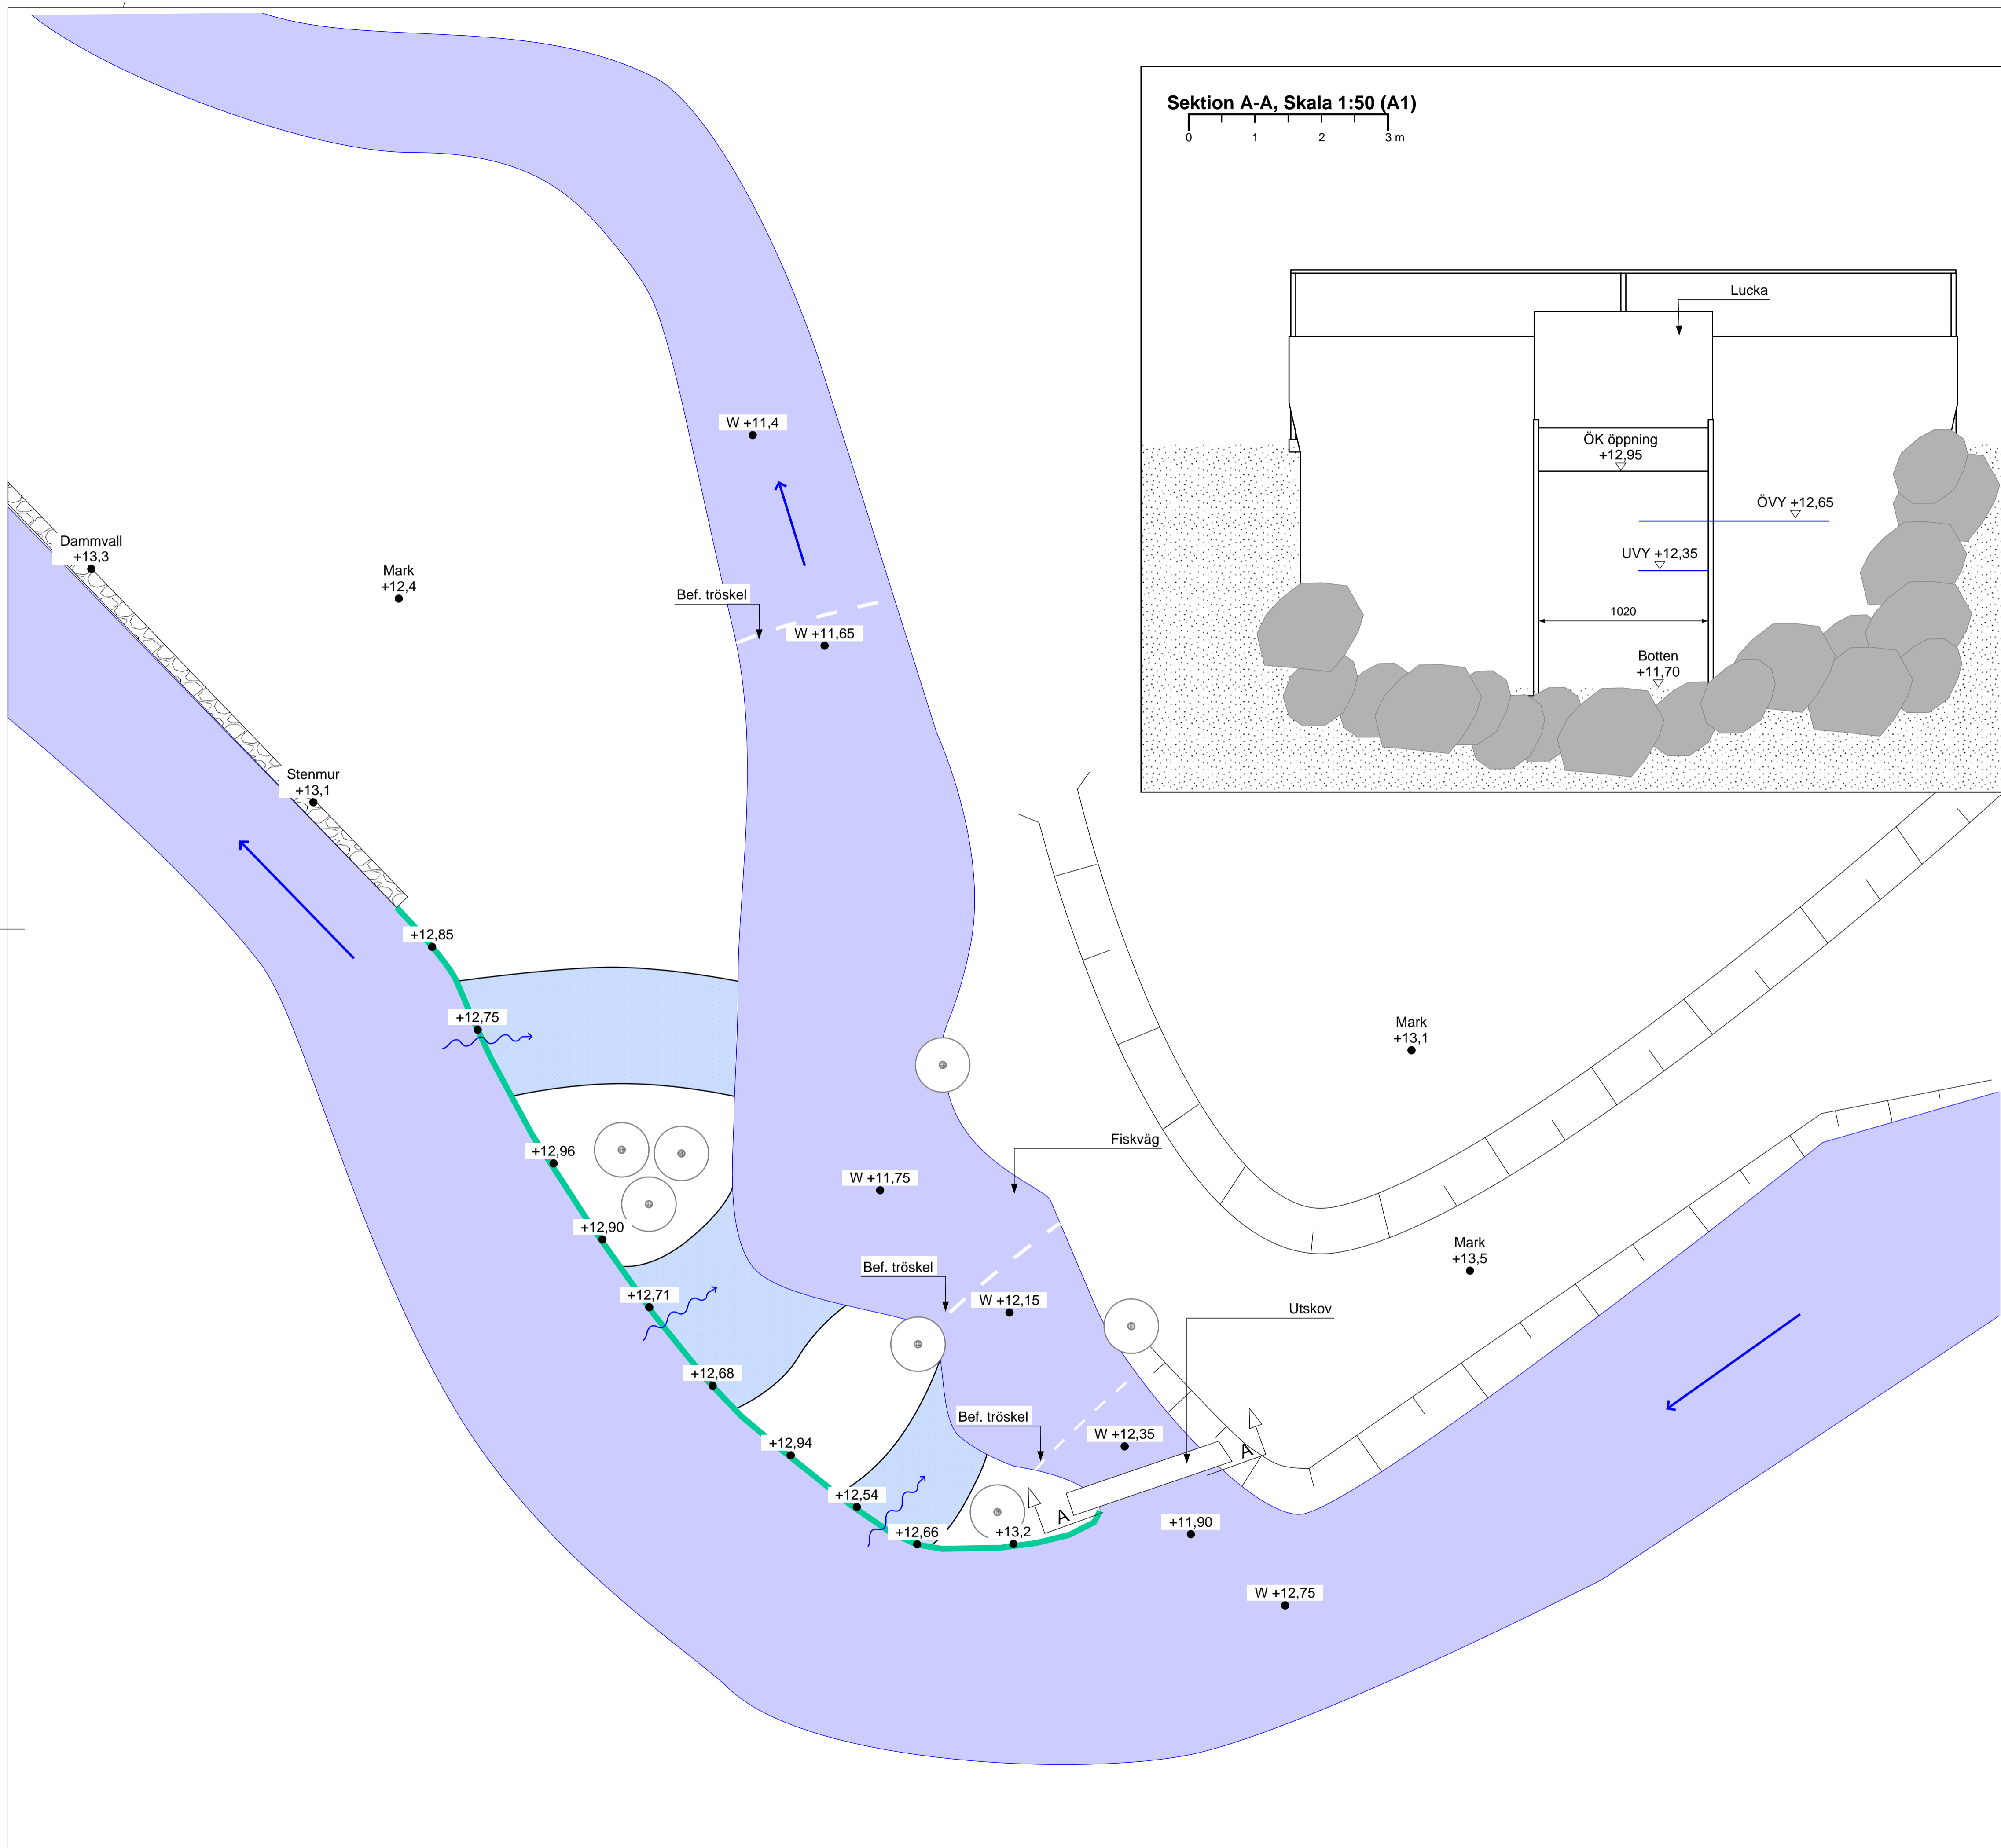 Sektion A-A, Skala 1:50 (A1)
0 1 2 3 m
Lucka
ÖK öppning
+12,95
ÖVY +12,65
UVY +12,35
1020
Botten
+11,70
W +11,4
Dammvall
+13,3
Mark
+12,4
Bef. tröskel
W +11,65
Stenmur
+13,1
+12,85
+12,75
Mark
+13,1
+12,96
Fiskväg
W +11,75
+12,90
Mark
+13,5
Bef. tröskel
+12,71
W +12,15
Utskov
+12,68
Bef. tröskel
+12,94
W +12,35
A
+12,54
A
+12,66
+13,2
+11,90
W +12,75